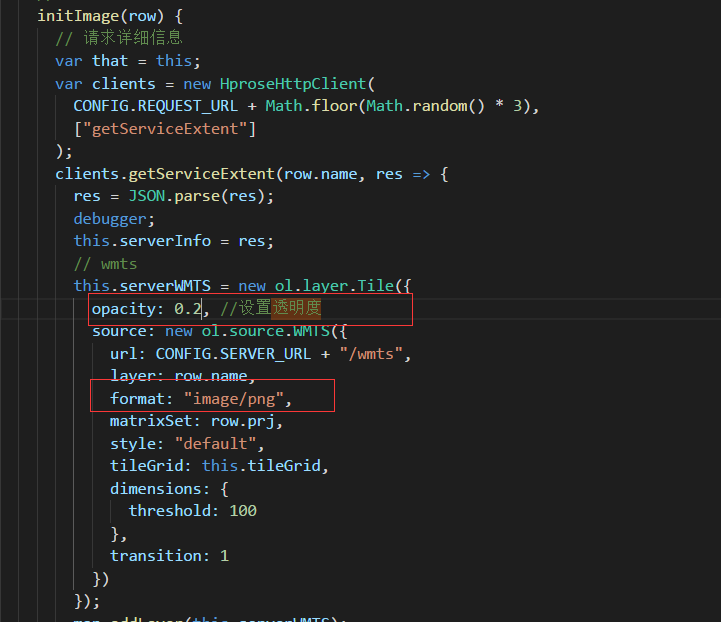 initImage(row) {
// 请求详细信息
var that = this;
var clients = new HproseHttpClient(
CONFIG.REQUEST_URL + Math.floor(Math.random() * 3),
["getServiceExtent"]
);
clients.getServiceExtent(row.name, res => {
res = JSON.parse(res);
debugger;
this.serverInfo = res;
// wmts
this.serverWMTS = new ol.layer.Tile({
opacity: 0.2, //设置透明度
source: new ol.source.WMTS({
url: CONFIG.SERVER_URL + "/wmts",
layer: row.name,
format: "image/png",
matrixSet: row.prj,
style: "default",
tileGrid: this.tileGrid,
dimensions: {
threshold: 100
},
transition: 1
})
});
map.addLayer(this.serverWMTS);